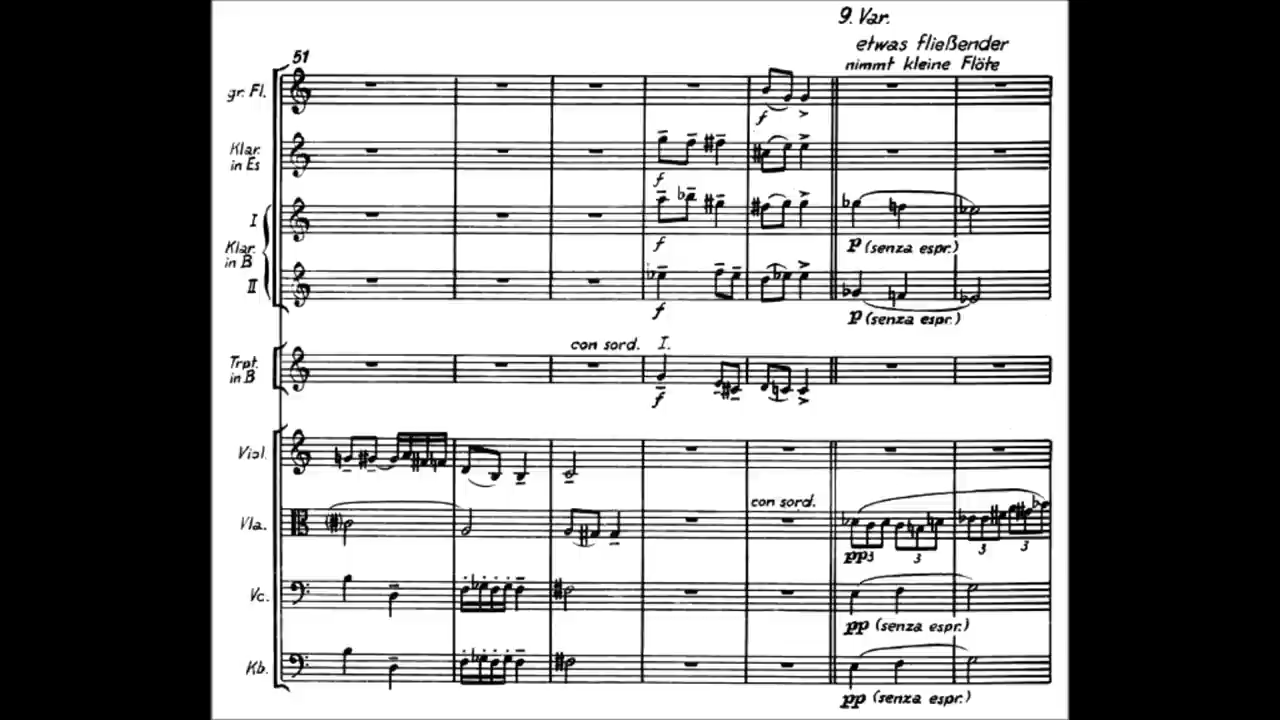 9. Var.
etwas fließender
nimmt kleine Flöte
51
gr. Fl.
f
Klar.
in Es
f
I
Klar.
in B
f
p (senza espr.)
II
f
p (senza espr.)
con sord. I.
Trpt.
in B
f
Viol.
con sord.
Vla.
pp 3 3 3 3
Vc.
pp (senza espr.)
Kb.
pp (senza espr.)